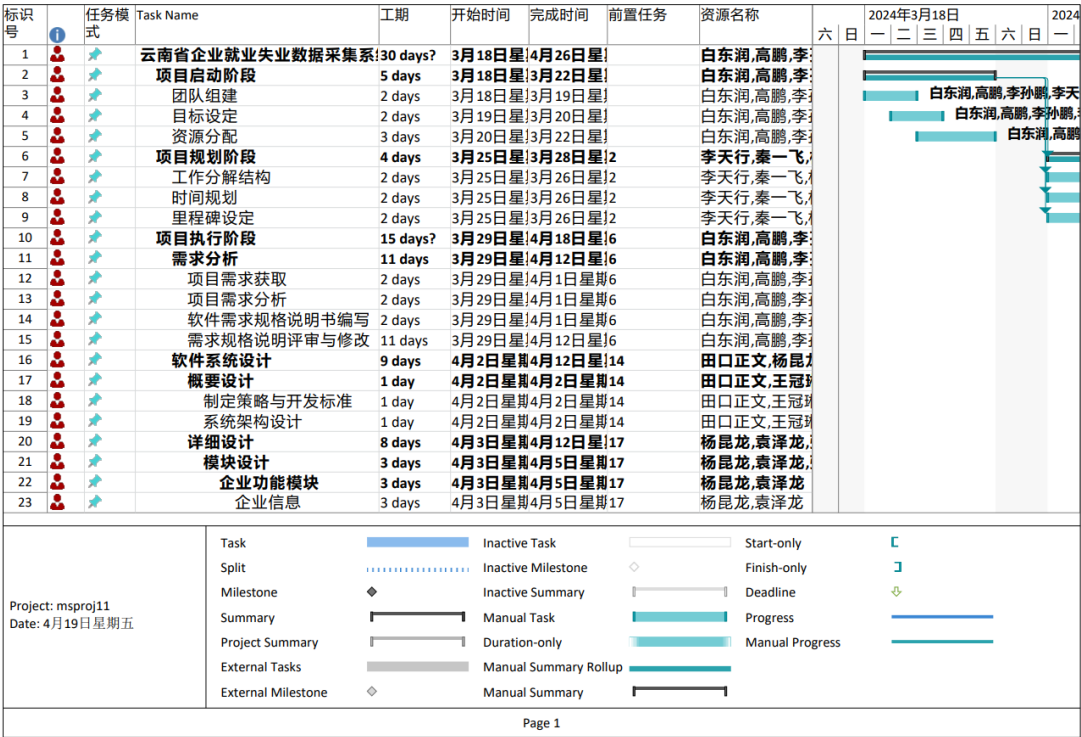 标识号 任务模式 Task Name 工期 开始时间 完成时间 前置任务 资源名称 2024年3月18日 2024
六 日 一 二 三 四 五 六 日 一
1 云南省企业就业失业数据采集系 30 days? 3月18日星 4月26日星 白东润,高鹏,李
2 项目启动阶段 5 days 3月18日星 3月22日星 白东润,高鹏,李
3 团队组建 2 days 3月18日星 3月19日星 白东润,高鹏,李 白东润,高鹏,李孙鹏,李天
4 目标设定 2 days 3月19日星 3月20日星 白东润,高鹏,李 白东润,高鹏,李孙鹏,
5 资源分配 3 days 3月20日星 3月22日星 白东润,高鹏,李 白东润,高鹏
6 项目规划阶段 4 days 3月25日星 3月28日星 2 李天行,秦一飞,
7 工作分解结构 2 days 3月25日星 3月26日星 2 李天行,秦一飞,
8 时间规划 2 days 3月25日星 3月26日星 2 李天行,秦一飞,
9 里程碑设定 2 days 3月25日星 3月26日星 2 李天行,秦一飞,
10 项目执行阶段 15 days? 3月29日星 4月18日星 6 白东润,高鹏,李
11 需求分析 11 days 3月29日星 4月12日星 6 白东润,高鹏,李
12 项目需求获取 2 days 3月29日星 4月1日星期 6 白东润,高鹏,李
13 项目需求分析 2 days 3月29日星 4月1日星期 6 白东润,高鹏,李
14 软件需求规格说明书编写 2 days 3月29日星 4月1日星期 6 白东润,高鹏,李
15 需求规格说明评审与修改 11 days 3月29日星 4月12日星 6 白东润,高鹏,李
16 软件系统设计 9 days 4月2日星期 4月12日星 14 田口正文,杨昆龙
17 概要设计 1 day 4月2日星期 4月2日星期 14 田口正文,王冠
18 制定策略与开发标准 1 day 4月2日星期 4月2日星期 14 田口正文,王冠
19 系统架构设计 1 day 4月2日星期 4月2日星期 14 田口正文,王冠
20 详细设计 8 days 4月3日星期 4月12日星 17 杨昆龙,袁泽龙,
21 模块设计 3 days 4月3日星期 4月5日星期 17 杨昆龙,袁泽龙,
22 企业功能模块 3 days 4月3日星期 4月5日星期 17 杨昆龙,袁泽龙
23 企业信息 3 days 4月3日星期 4月5日星期 17 杨昆龙,袁泽龙
Project: msproj11
Date: 4月19日星期五
Task
Split
Milestone
Summary
Project Summary
External Tasks
External Milestone
Inactive Task
Inactive Milestone
Inactive Summary
Manual Task
Duration-only
Manual Summary Rollup
Manual Summary
Start-only
Finish-only
Deadline
Progress
Manual Progress
Page 1